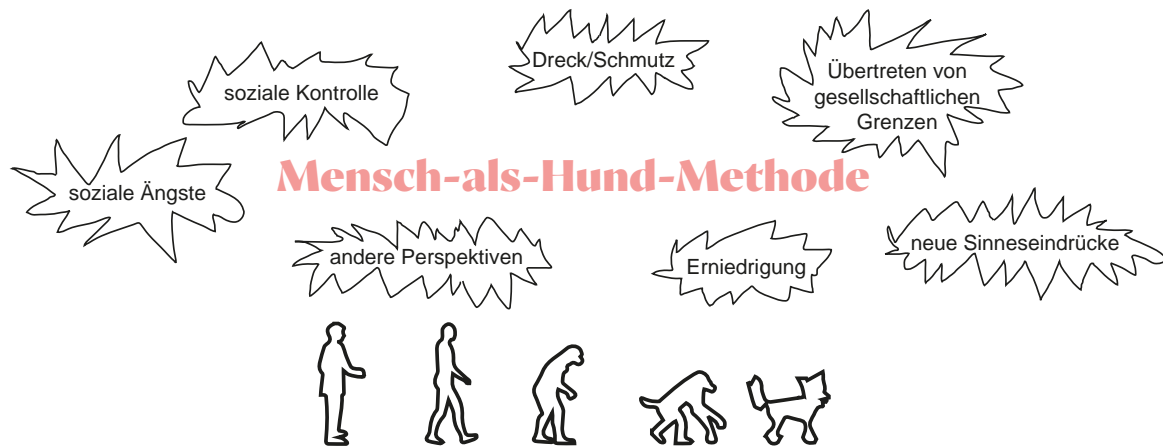 Dreck/Schmutz
Übertreten von
gesellschaftlichen
Grenzen
soziale Kontrolle
soziale Ängste
Mensch-als-Hund-Methode
andere Perspektiven
Erniedrigung
neue Sinneseindrücke